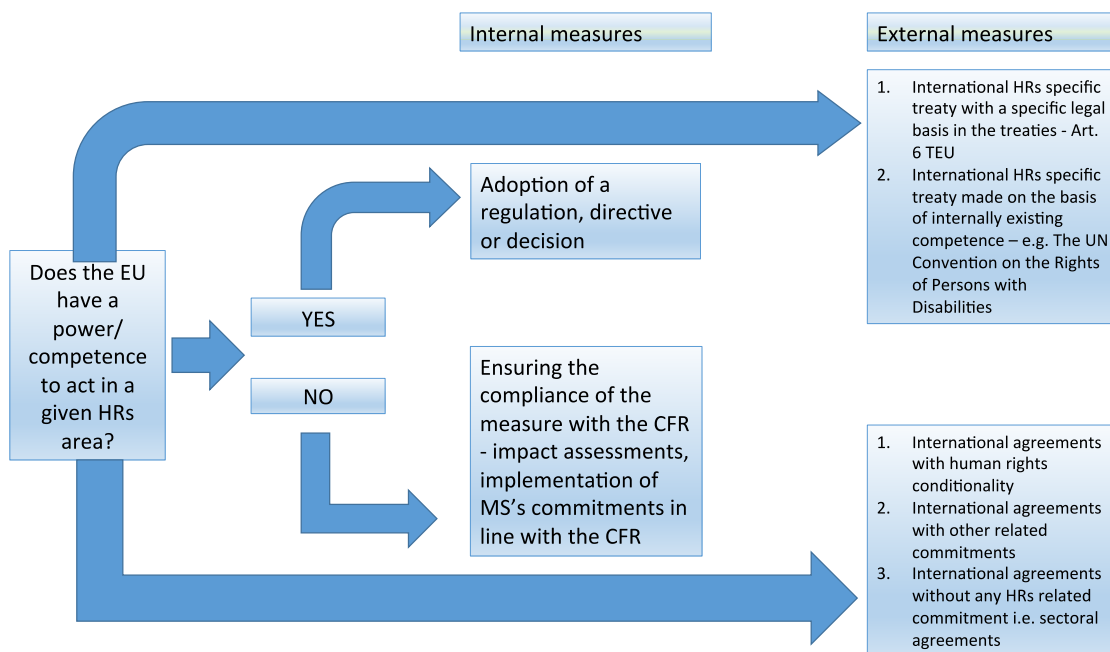 Internal measures
External measures
1. International HRs specific
treaty with a specific legal
basis in the treaties - Art.
6 TEU
2. International HRs specific
treaty made on the basis
of internally existing
competence – e.g. The UN
Convention on the Rights
of Persons with
Disabilities
Adoption of a
regulation, directive
or decision
Does the EU
have a
power/
competence
to act in a
given HRs
area?
YES
NO
Ensuring the
compliance of the
measure with the CFR
- impact assessments,
implementation of
MS's commitments in
line with the CFR
1. International agreements
with human rights
conditionality
2. International agreements
with other related
commitments
3. International agreements
without any HRs related
commitment i.e. sectoral
agreements